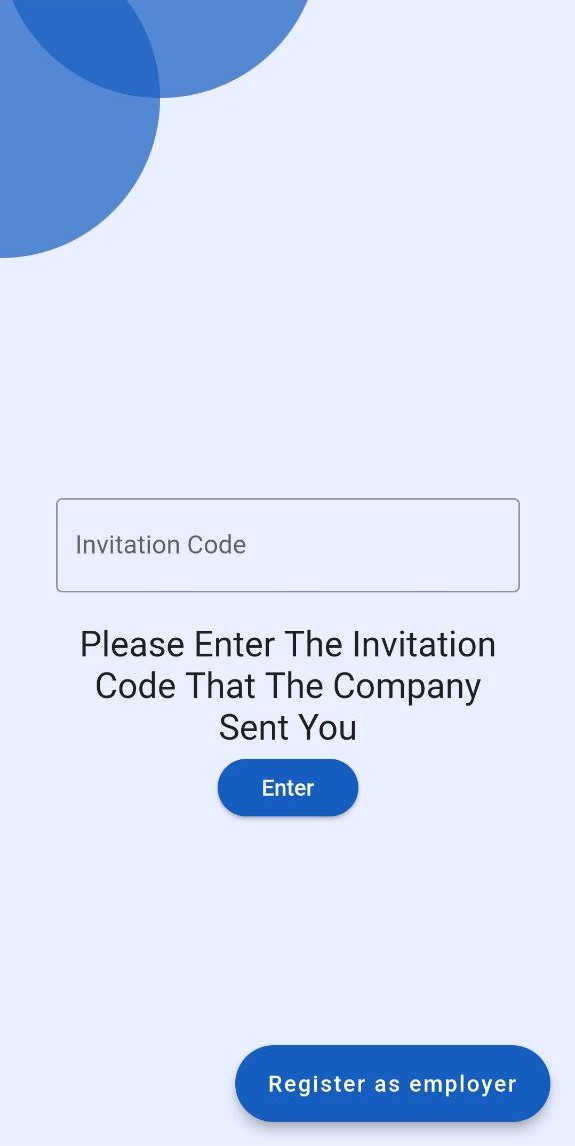 Invitation Code
Please Enter The Invitation
Code That The Company
Sent You
Enter
Register as employer